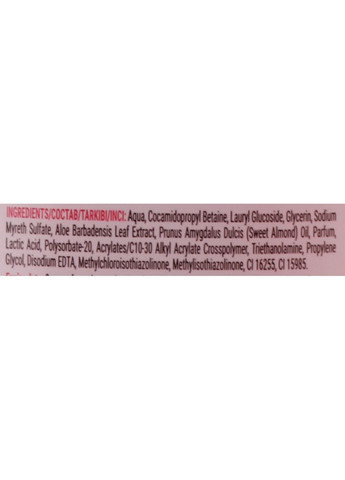 INGREDIENTS/СОСТАВ/TARKIBI/INCI: Aqua, Cocamidopropyl Betaine, Lauryl Glucoside, Glycerin, Sodium
Myreth Sulfate, Aloe Barbadensis Leaf Extract, Prunus Amygdalus Dulcis (Sweet Almond) Oil, Parfum,
Lactic Acid, Polysorbate-20, Acrylates/C10-30 Alkyl Acrylate Crosspolymer, Triethanolamine, Propylene
Glycol, Disodium EDTA, Methylchloroisothiazolinone, Methylisothiazolinone, CI 16255, CI 15985.